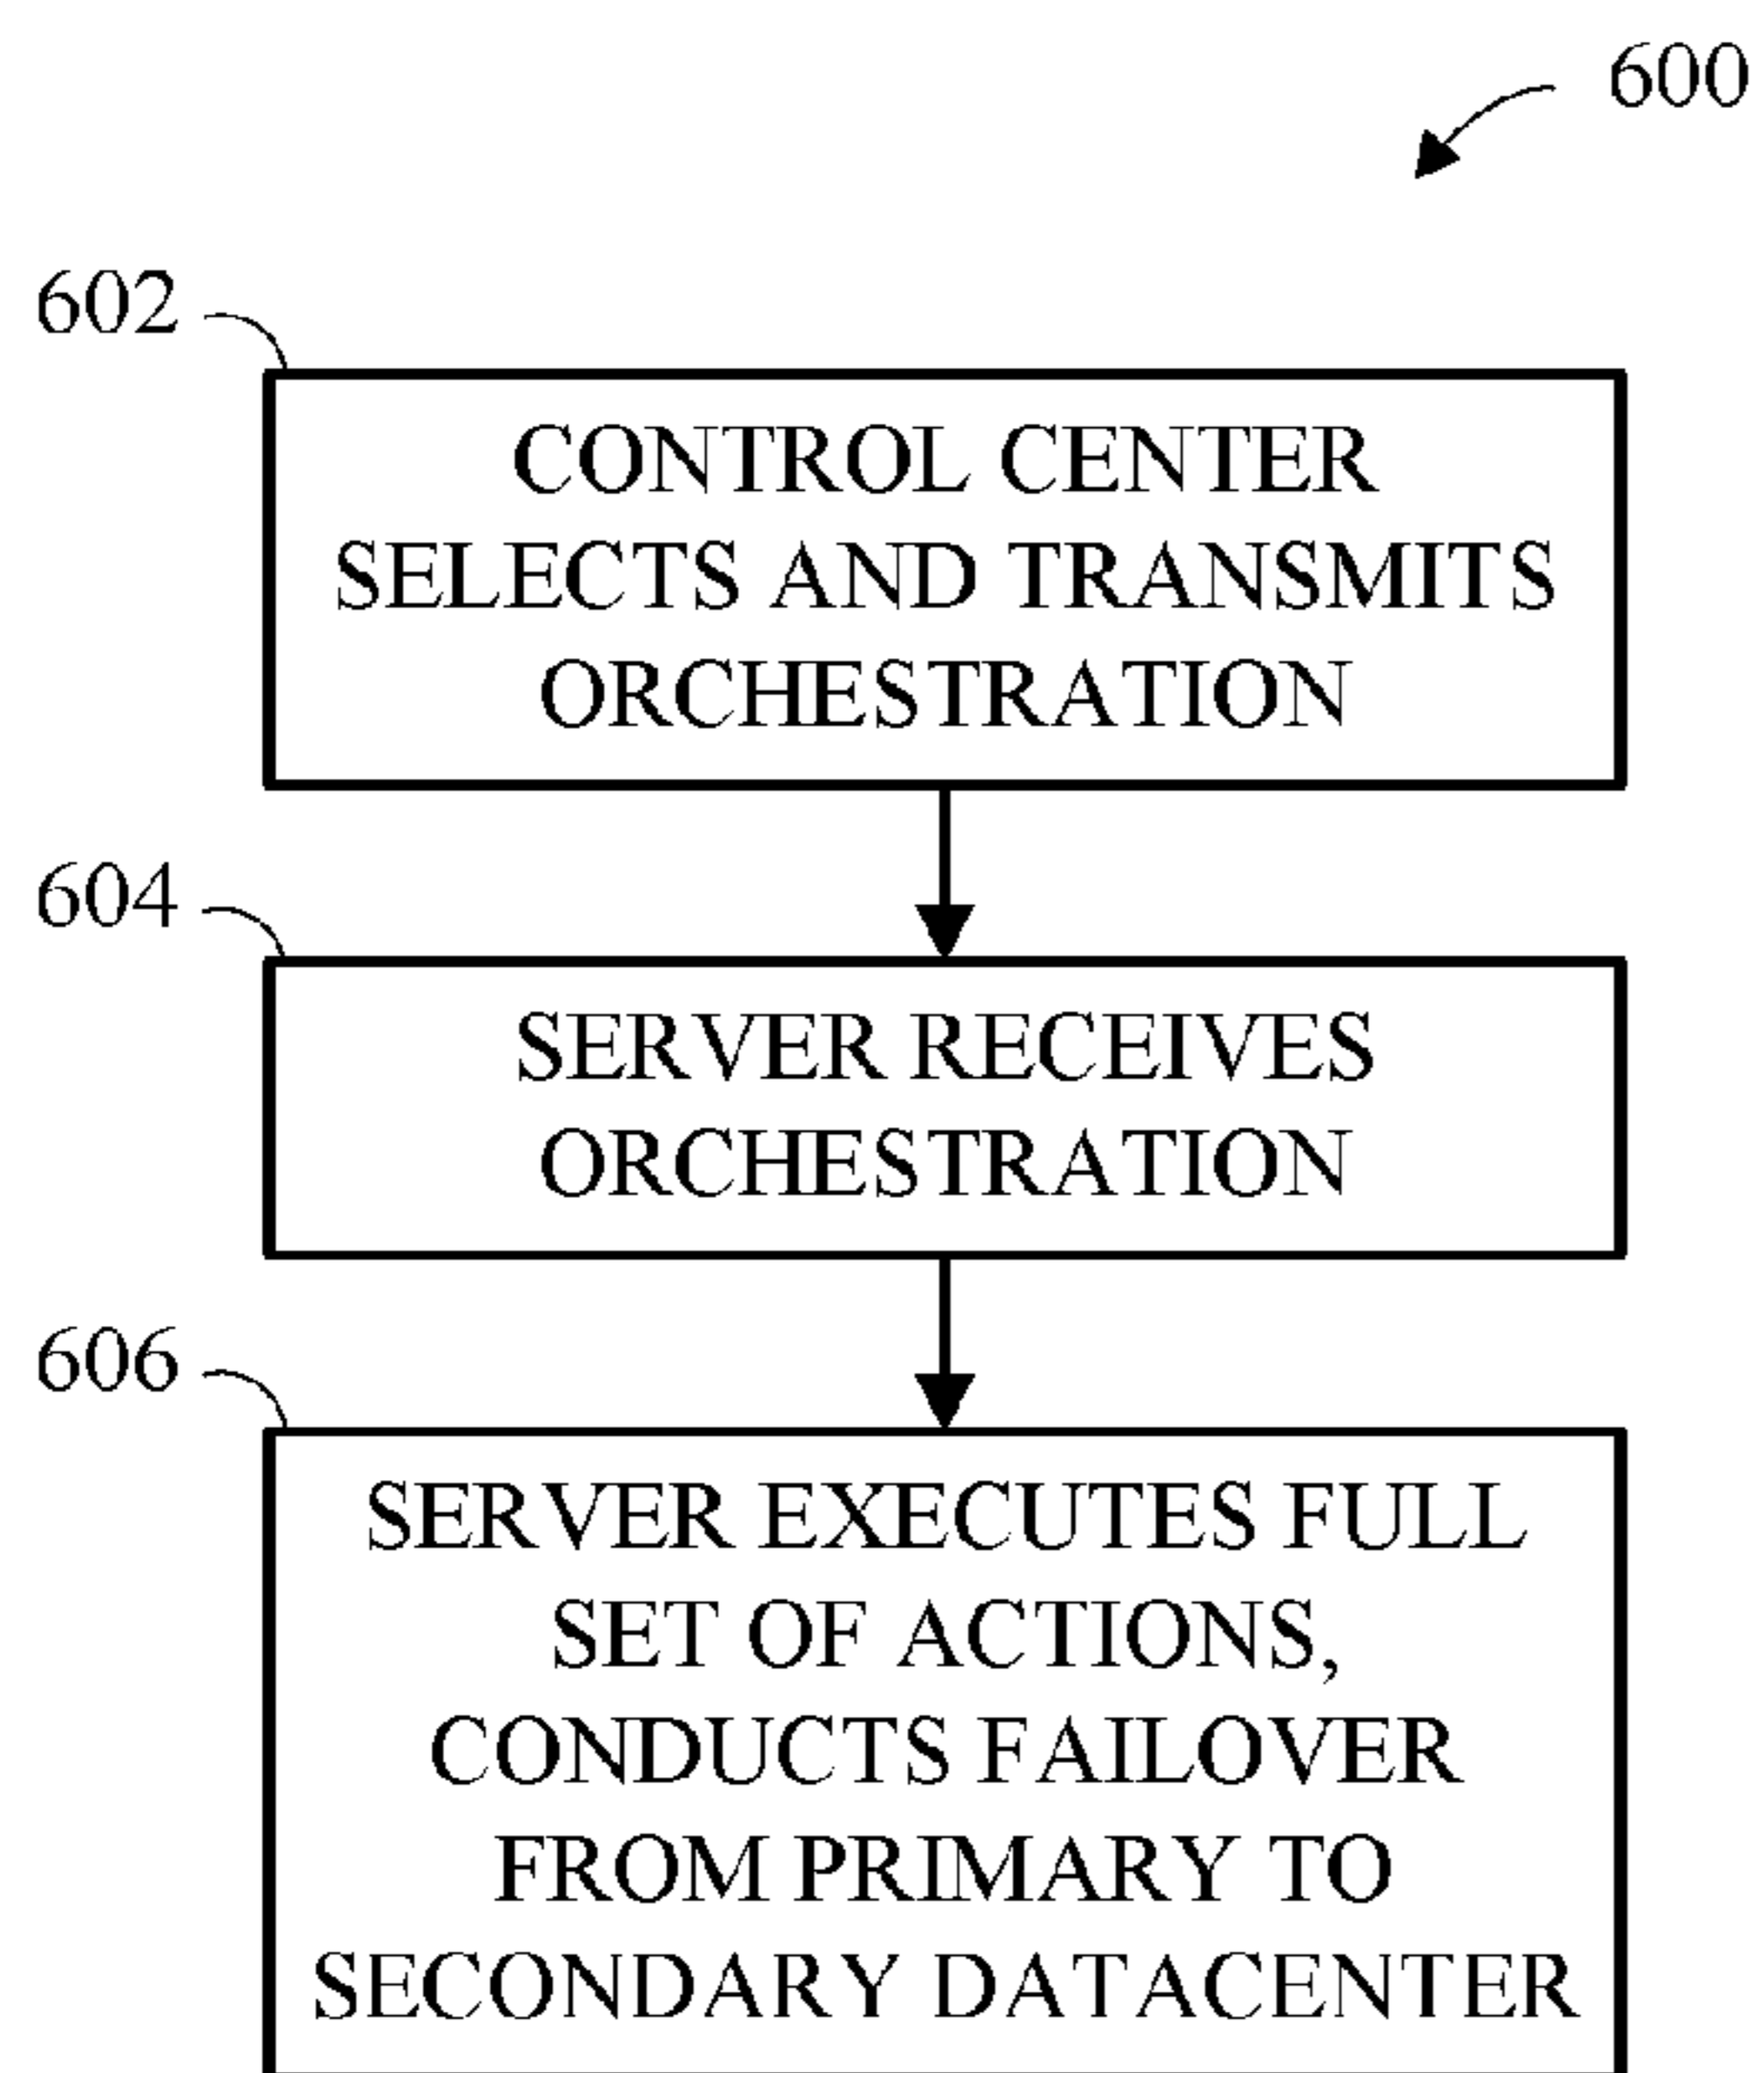 600
602
CONTROL CENTER
SELECTS AND TRANSMITS
ORCHESTRATION
604
SERVER RECEIVES
ORCHESTRATION
606
SERVER EXECUTES FULL
SET OF ACTIONS,
CONDUCTS FAILOVER
FROM PRIMARY TO
SECONDARY DATACENTER